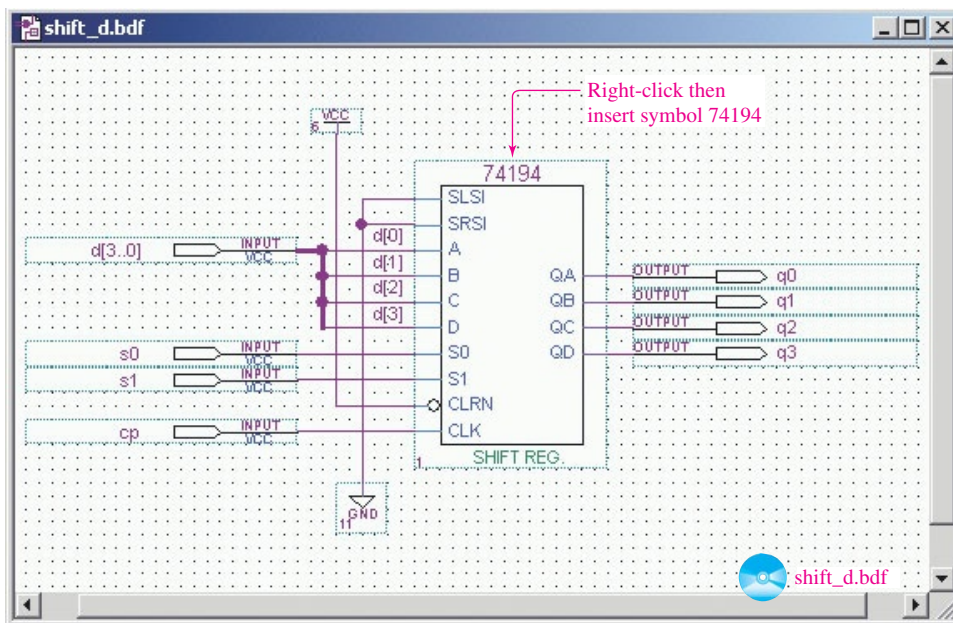 shift_d.bdf
Right-click then
insert symbol 74194
VCC
6
74194
SLSI
SRSI
d[0]
A
d[3..0]
INPUT
VCC
d[1]
B
QA
OUTPUT
q0
d[2]
C
QB
OUTPUT
q1
d[3]
D
QC
OUTPUT
q2
s0
INPUT
VCC
S0
QD
OUTPUT
q3
s1
INPUT
VCC
S1
CLRN
cp
INPUT
VCC
CLK
1
SHIFT REG.
GND
11
shift_d.bdf